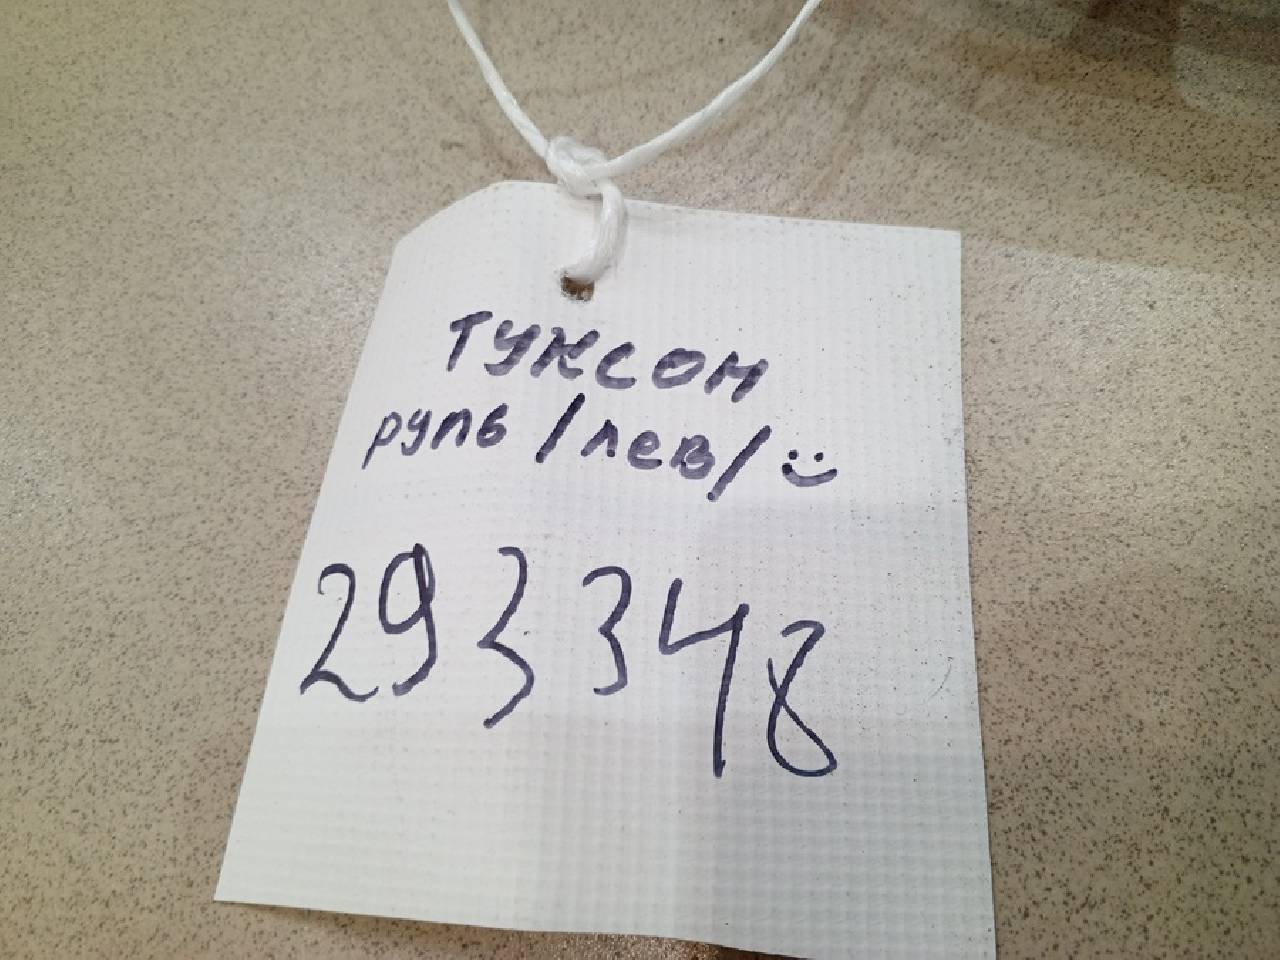 туксон
руль /лев/ :)
293348